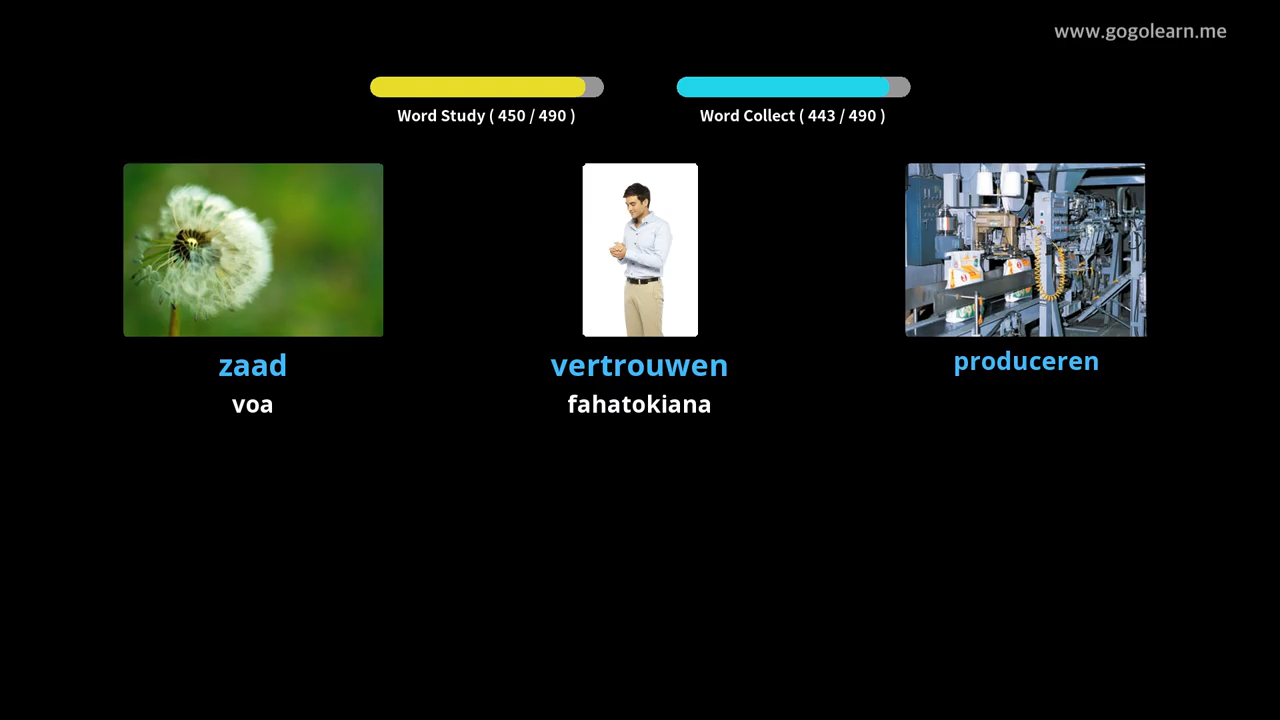 www.gogolearn.me
Word Study ( 450 / 490 )
Word Collect ( 443 / 490 )
zaad
vertrouwen
produceren
voa
fahatokiana